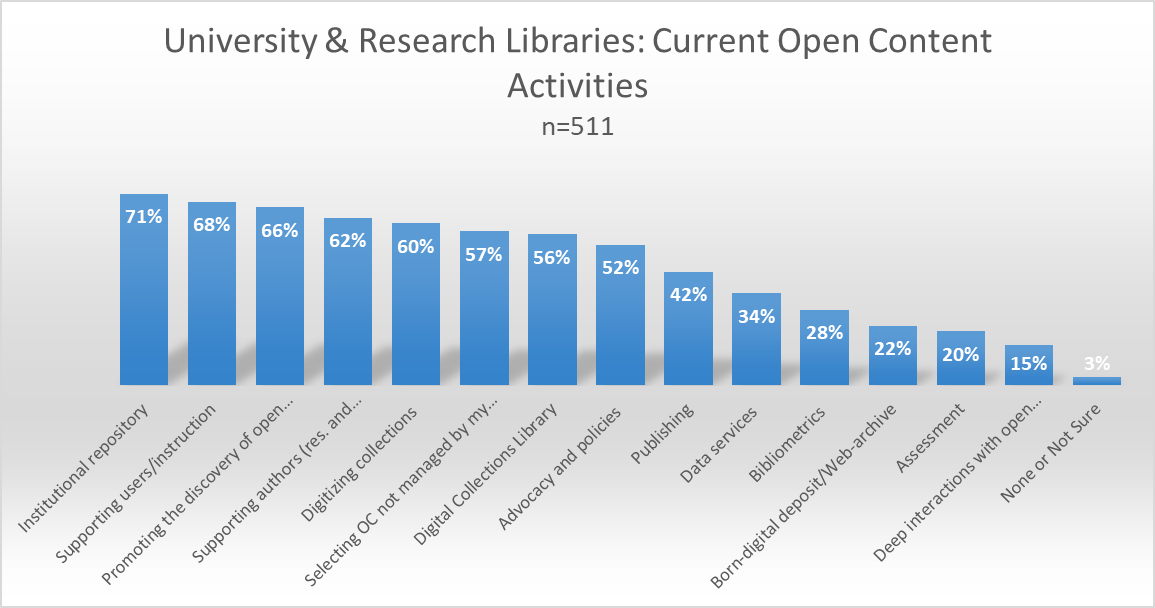 University & Research Libraries: Current Open Content
Activities
n=511
71%
68%
66%
62%
60%
57%
56%
52%
42%
34%
28%
22%
20%
15%
3%
Institutional repository
Supporting users/instruction
Promoting the discovery of open...
Supporting authors (res. and...
Digitizing collections
Selecting OC not managed by my...
Digital Collections Library
Advocacy and policies
Publishing
Data services
Bibliometrics
Born-digital deposit/Web-archive
Assessment
Deep interactions with open...
None or Not Sure